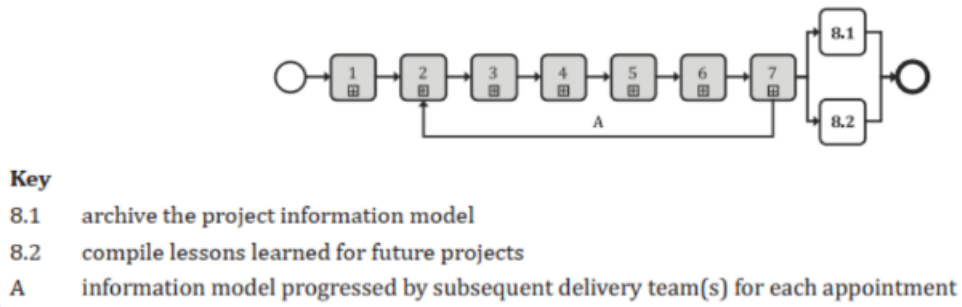 8.1
1 2 3 4 5 6 7
A
8.2
Key
8.1 archive the project information model
8.2 compile lessons learned for future projects
A information model progressed by subsequent delivery team(s) for each appointment